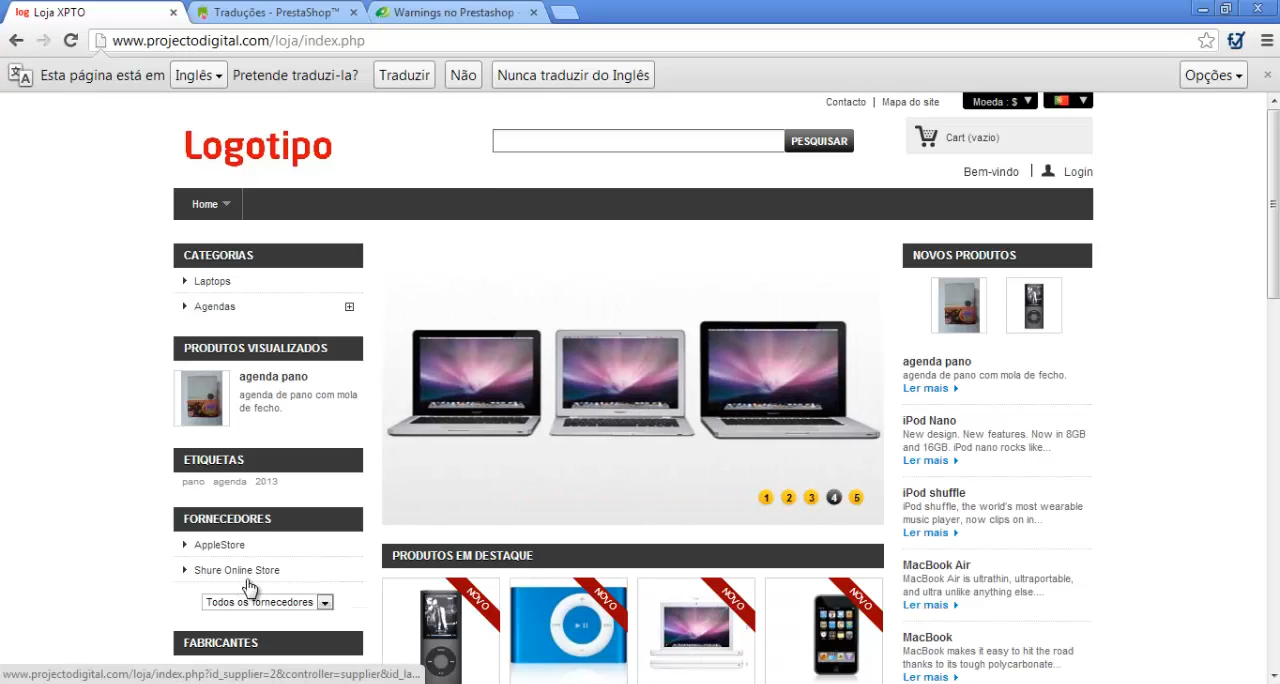 log Loja XPTO
Traduções - PrestaShop™
Warnings no Prestashop
www.projectodigital.com/loja/index.php
Esta página está em Inglês Pretende traduzi-la? Traduzir Não Nunca traduzir do Inglês Opções
Contacto | Mapa do site Moeda : $
Logotipo
PESQUISAR
Cart (vazio)
Bem-vindo | Login
Home
CATEGORIAS
Laptops
Agendas
PRODUTOS VISUALIZADOS
agenda pano
agenda de pano com mola
de fecho.
ETIQUETAS
pano agenda 2013
FORNECEDORES
AppleStore
Shure Online Store
Todos os fornecedores
FABRICANTES
1 2 3 4 5
PRODUTOS EM DESTAQUE
NOVO
NOVO
NOVO
NOVO
NOVOS PRODUTOS
agenda pano
agenda de pano com mola de fecho.
Ler mais
iPod Nano
New design. New features. Now in 8GB
and 16GB. iPod nano rocks like...
Ler mais
iPod shuffle
iPod shuffle, the world's most wearable
music player, now clips on in...
Ler mais
MacBook Air
MacBook Air is ultrathin, ultraportable,
and ultra unlike anything else....
Ler mais
MacBook
MacBook makes it easy to hit the road
thanks to its tough polycarbonate...
Ler mais
www.projectodigital.com/loja/index.php?id_supplier=2&controller=supplier&id_la...